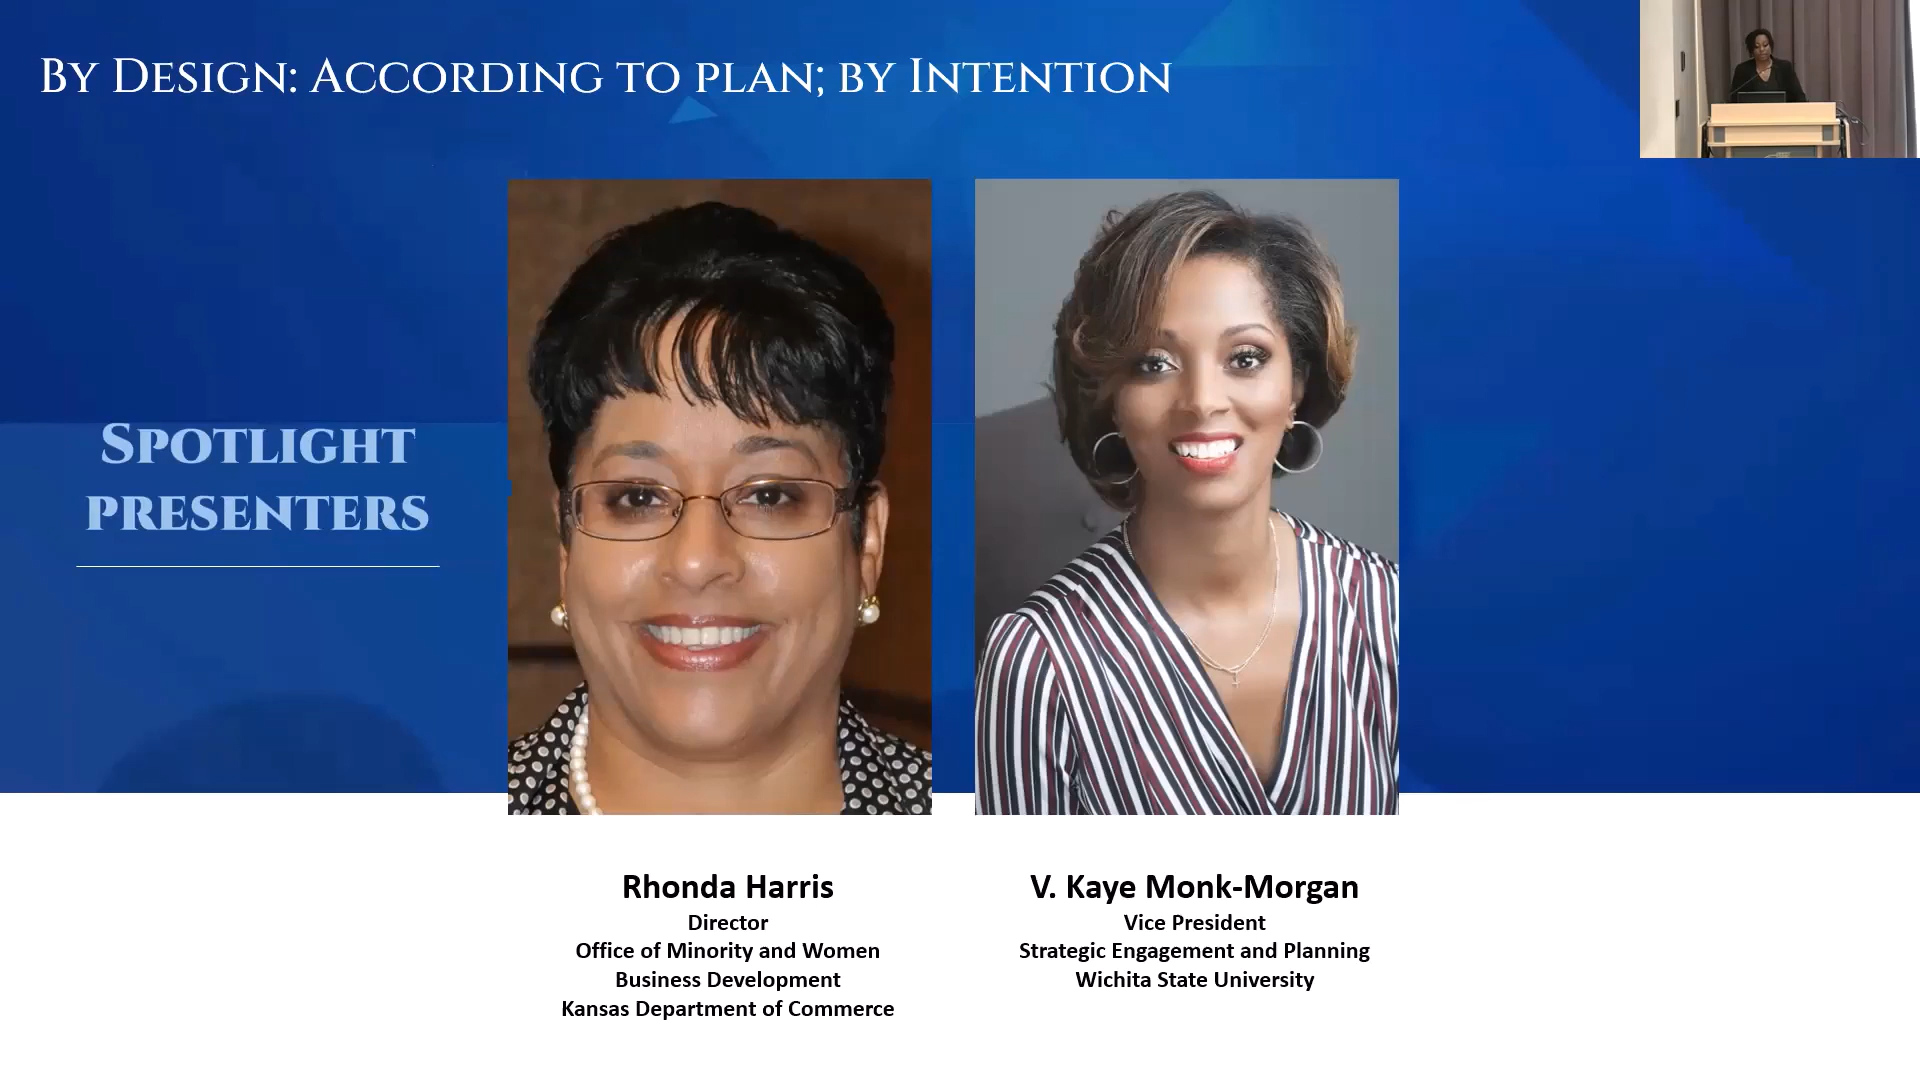 By Design: According to plan; by Intention
Spotlight
presenters
Rhonda Harris
Director
Office of Minority and Women
Business Development
Kansas Department of Commerce
V. Kaye Monk-Morgan
Vice President
Strategic Engagement and Planning
Wichita State University